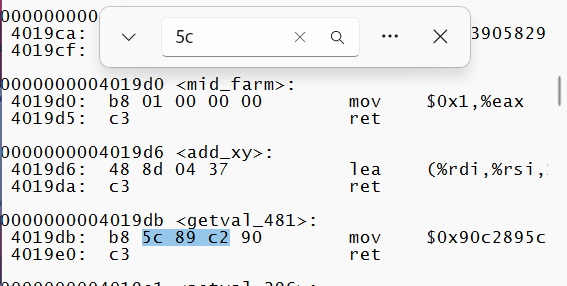 000000000
4019ca:
4019cf:
5c
3905829
00000000004019d0 <mid_farm>:
4019d0: b8 01 00 00 00 mov $0x1,%eax
4019d5: c3 ret
00000000004019d6 <add_xy>:
4019d6: 48 8d 04 37 lea (%rdi,%rsi,
4019da: c3 ret
00000000004019db <getval_481>:
4019db: b8 5c 89 c2 90 mov $0x90c2895c
4019e0: c3 ret